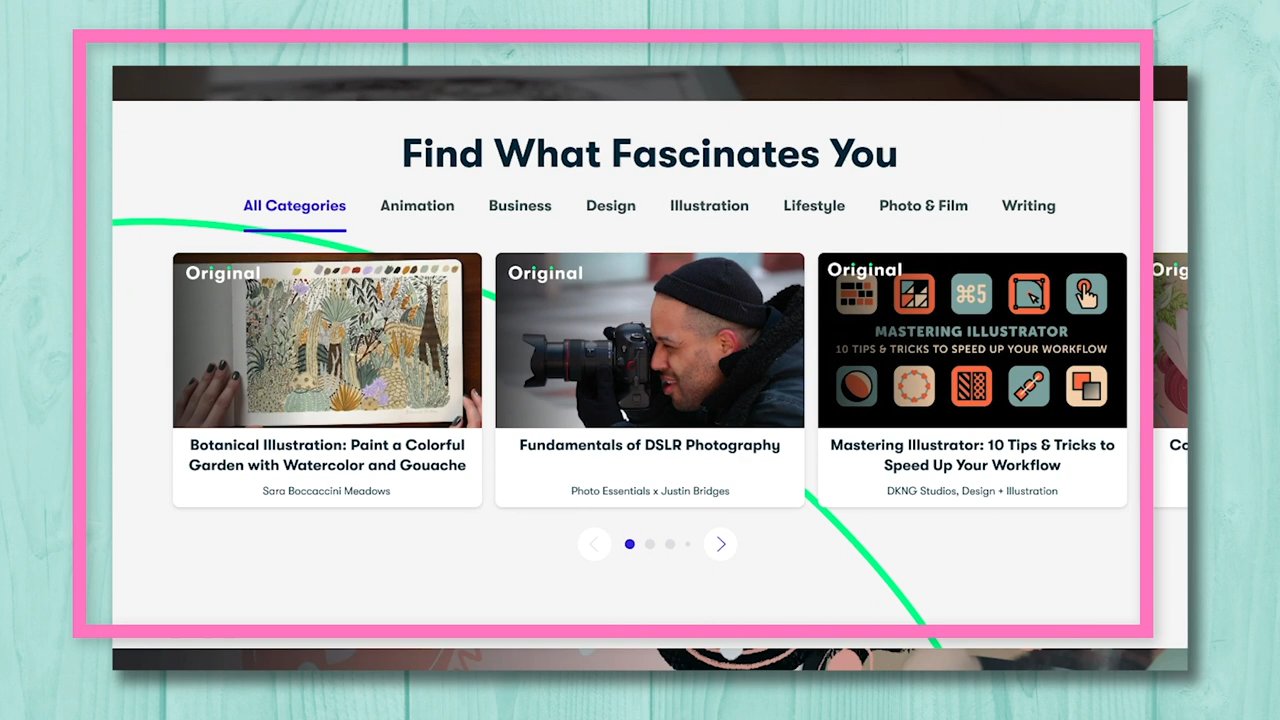 Find What Fascinates You
All Categories Animation Business Design Illustration Lifestyle Photo & Film Writing
Original
Botanical Illustration: Paint a Colorful
Garden with Watercolor and Gouache
Sara Boccaccini Meadows
Original
Fundamentals of DSLR Photography
Photo Essentials x Justin Bridges
Original
⌘5
MASTERING ILLUSTRATOR
10 TIPS & TRICKS TO SPEED UP YOUR WORKFLOW
Mastering Illustrator: 10 Tips & Tricks to
Speed Up Your Workflow
DKNG Studios, Design + Illustration
Orig
Co